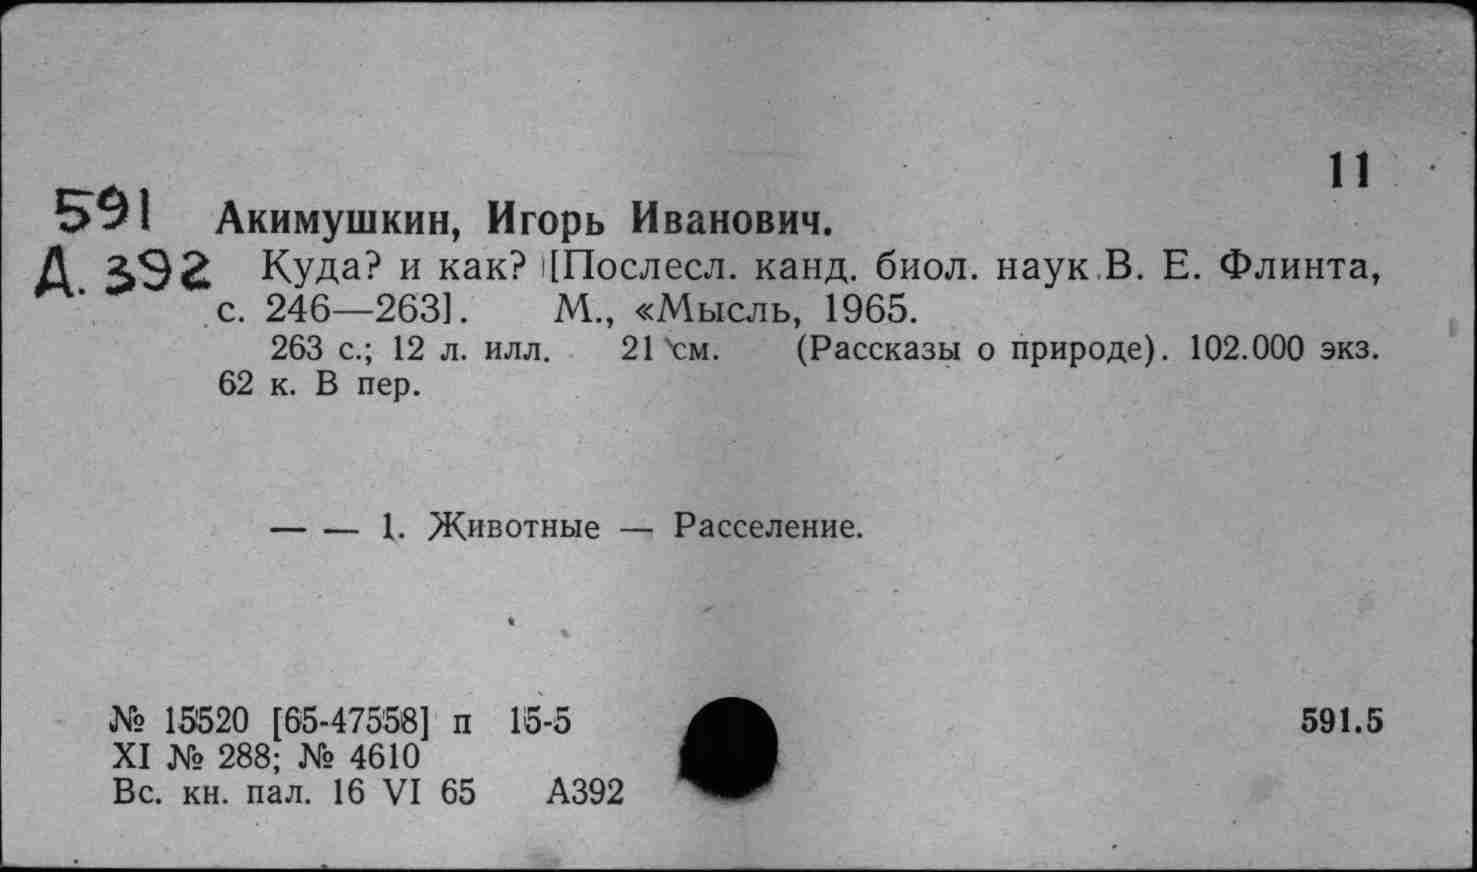 11
591 Акимушкин, Игорь Иванович.
Д. 392 Куда? и как? [Послесл. канд. биол. наук В. Е. Флинта,
с. 246—263]. М., «Мысль, 1965.
263 с.; 12 л. илл. 21 см. (Рассказы о природе). 102.000 экз.
62 к. В пер.
— — 1. Животные — Расселение.
№ 15520 [65-47558] п 15-5 591.5
XI № 288; № 4610
Вс. кн. пал. 16 VI 65 А392